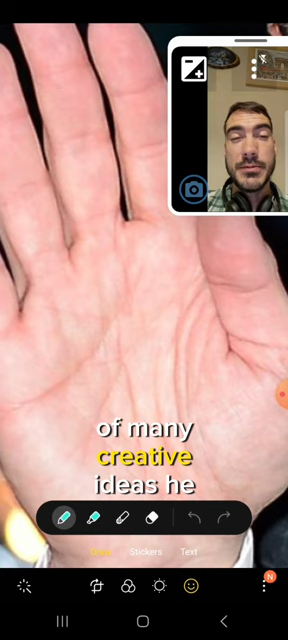 of many
creative
ideas he
Draw
Stickers
Text
N